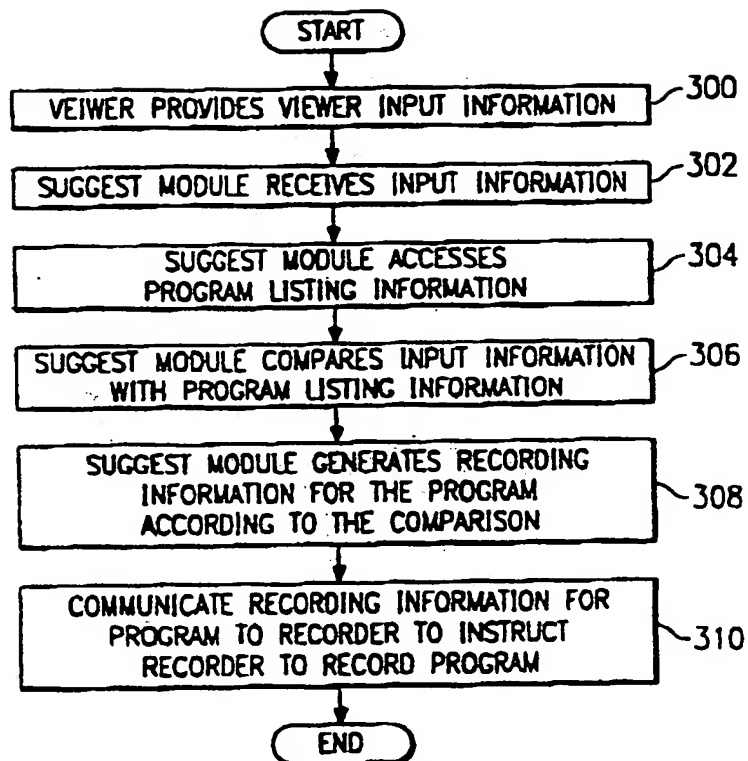 START
VEIWER PROVIDES VIEWER INPUT INFORMATION
300
SUGGEST MODULE RECEIVES INPUT INFORMATION
302
SUGGEST MODULE ACCESSES
PROGRAM LISTING INFORMATION
304
SUGGEST MODULE COMPARES INPUT INFORMATION
WITH PROGRAM LISTING INFORMATION
306
SUGGEST MODULE GENERATES RECORDING
INFORMATION FOR THE PROGRAM
ACCORDING TO THE COMPARISON
308
COMMUNICATE RECORDING INFORMATION FOR
PROGRAM TO RECORDER TO INSTRUCT
RECORDER TO RECORD PROGRAM
310
END